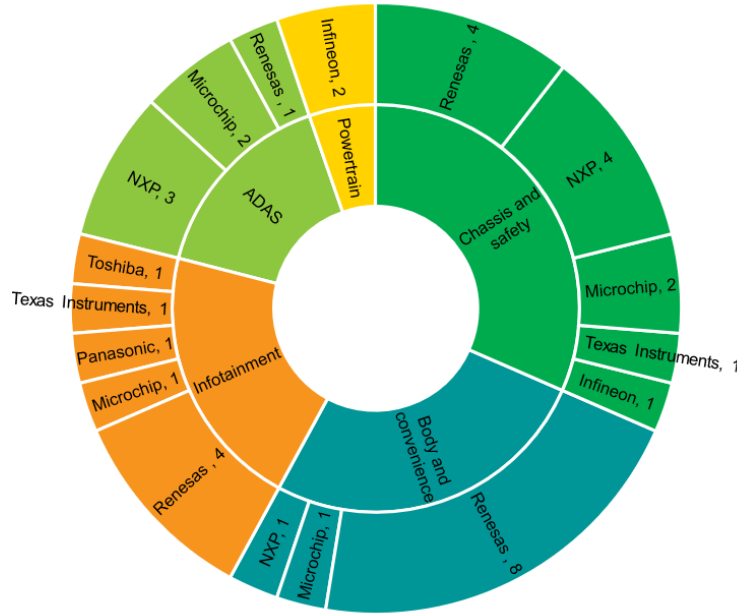 Renesas , 4
NXP, 4
Microchip, 2
Texas Instruments, 1
Infineon, 1
Chassis and
safety
Renesas , 8
Microchip, 1
NXP, 1
Body and
convenience
Renesas , 4
Microchip, 1
Panasonic, 1
Texas Instruments, 1
Toshiba, 1
Infotainment
NXP, 3
Microchip, 2
Renesas , 1
ADAS
Infineon, 2
Powertrain